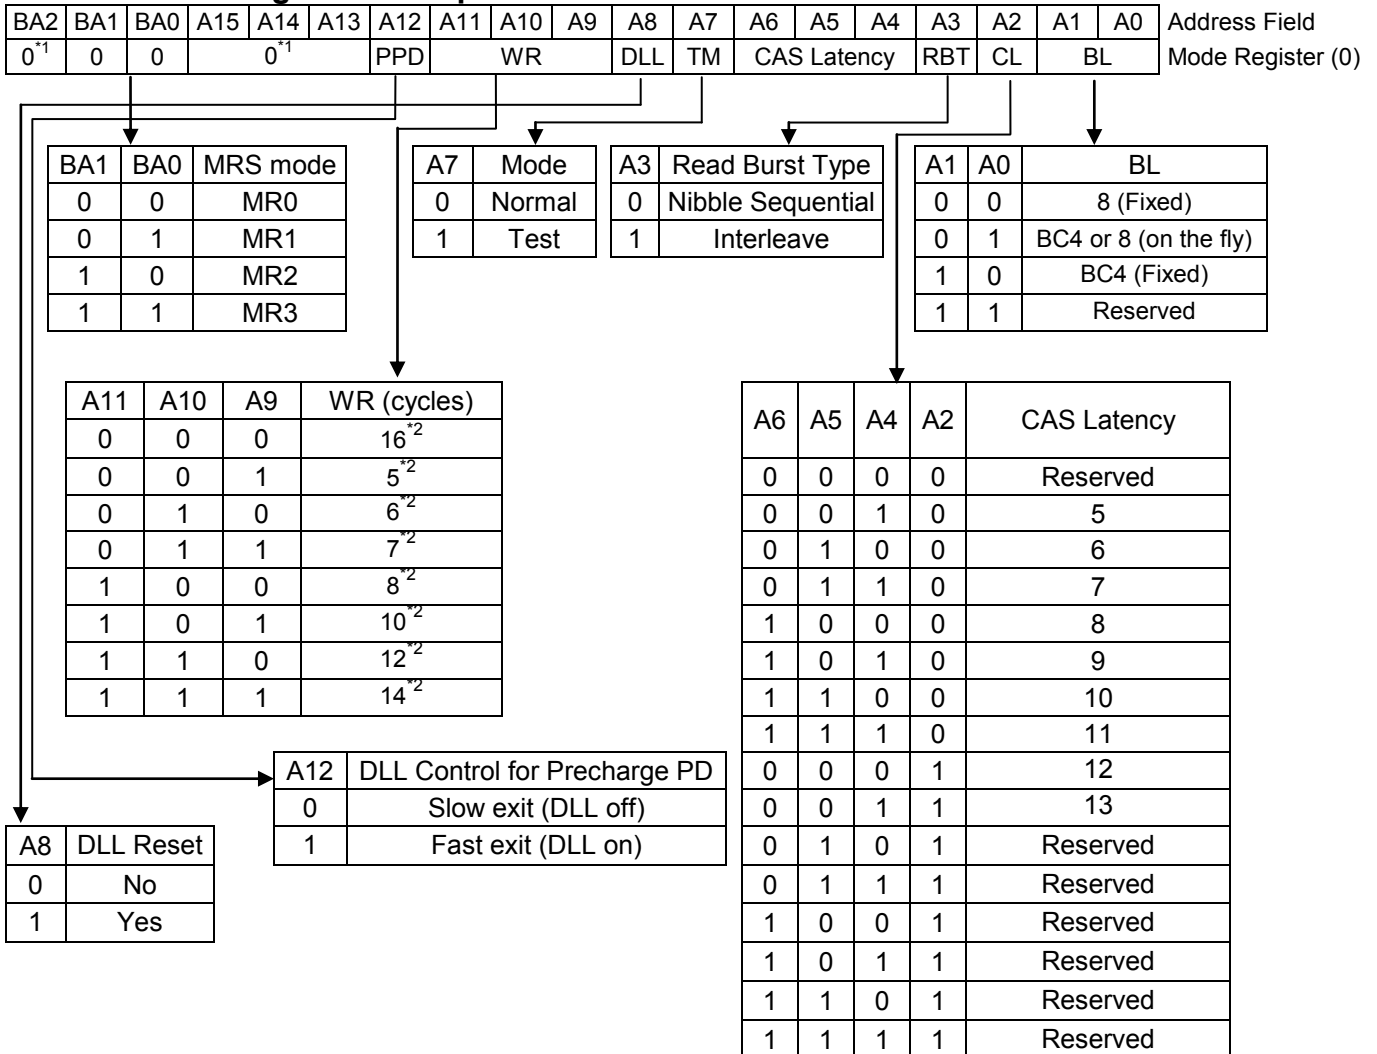 BA2 BA1 BA0 A15 A14 A13 A12 A11 A10 A9 A8 A7 A6 A5 A4 A3 A2 A1 A0 Address Field
0*1 0 0 0*1 PPD WR DLL TM CAS Latency RBT CL BL Mode Register (0)
BA1 BA0 MRS mode
0 0 MR0
0 1 MR1
1 0 MR2
1 1 MR3
A7 Mode
0 Normal
1 Test
A3 Read Burst Type
0 Nibble Sequential
1 Interleave
A1 A0 BL
0 0 8 (Fixed)
0 1 BC4 or 8 (on the fly)
1 0 BC4 (Fixed)
1 1 Reserved
A11 A10 A9 WR (cycles)
0 0 0 16*2
0 0 1 5*2
0 1 0 6*2
0 1 1 7*2
1 0 0 8*2
1 0 1 10*2
1 1 0 12*2
1 1 1 14*2
A6 A5 A4 A2 CAS Latency
0 0 0 0 Reserved
0 0 1 0 5
0 1 0 0 6
0 1 1 0 7
1 0 0 0 8
1 0 1 0 9
1 1 0 0 10
1 1 1 0 11
0 0 0 1 12
0 0 1 1 13
0 1 0 1 Reserved
0 1 1 1 Reserved
1 0 0 1 Reserved
1 0 1 1 Reserved
1 1 0 1 Reserved
1 1 1 1 Reserved
A12 DLL Control for Precharge PD
0 Slow exit (DLL off)
1 Fast exit (DLL on)
A8 DLL Reset
0 No
1 Yes